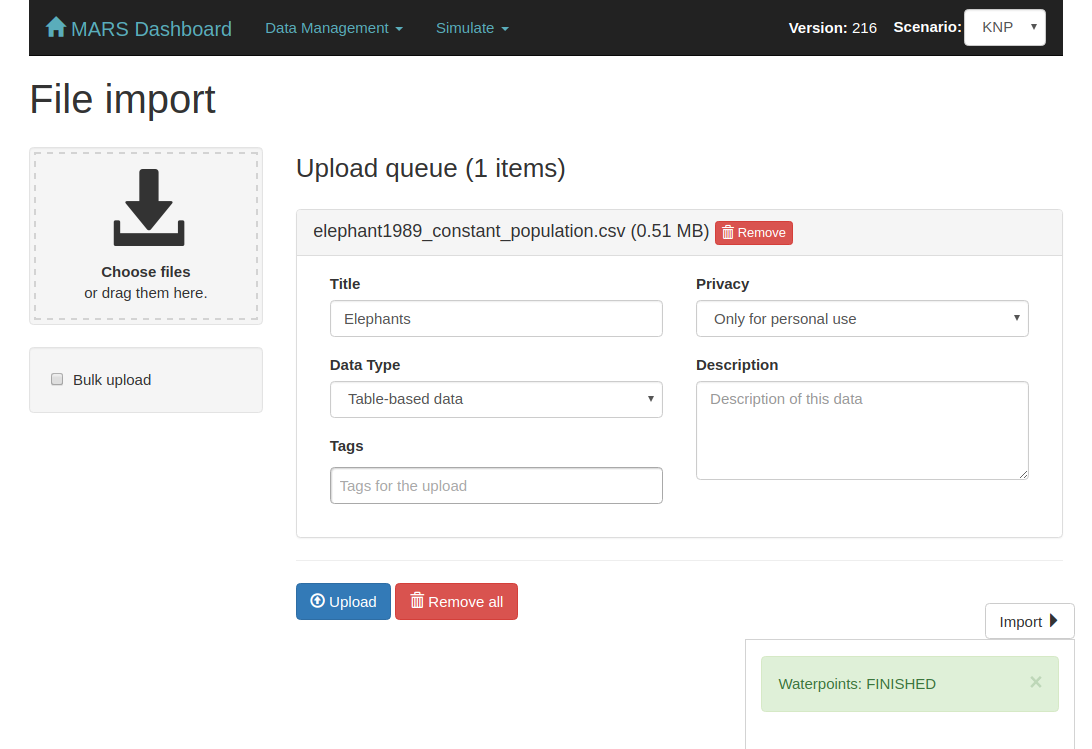 MARS Dashboard Data Management Simulate Version: 216 Scenario: KNP
File import
Upload queue (1 items)
elephant1989_constant_population.csv (0.51 MB) Remove
Choose files
or drag them here.
Bulk upload
Title
Elephants
Privacy
Only for personal use
Data Type
Table-based data
Description
Description of this data
Tags
Tags for the upload
Upload Remove all
Import
Waterpoints: FINISHED ×